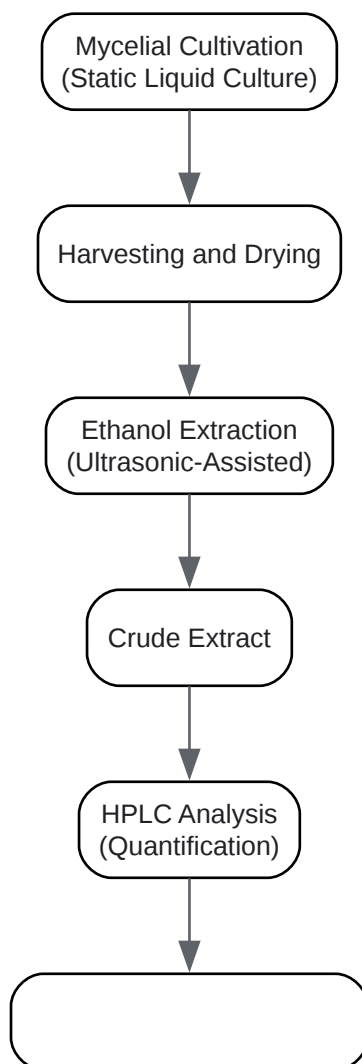 Mycelial Cultivation
(Static Liquid Culture)
Harvesting and Drying
Ethanol Extraction
(Ultrasonic-Assisted)
Crude Extract
HPLC Analysis
(Quantification)